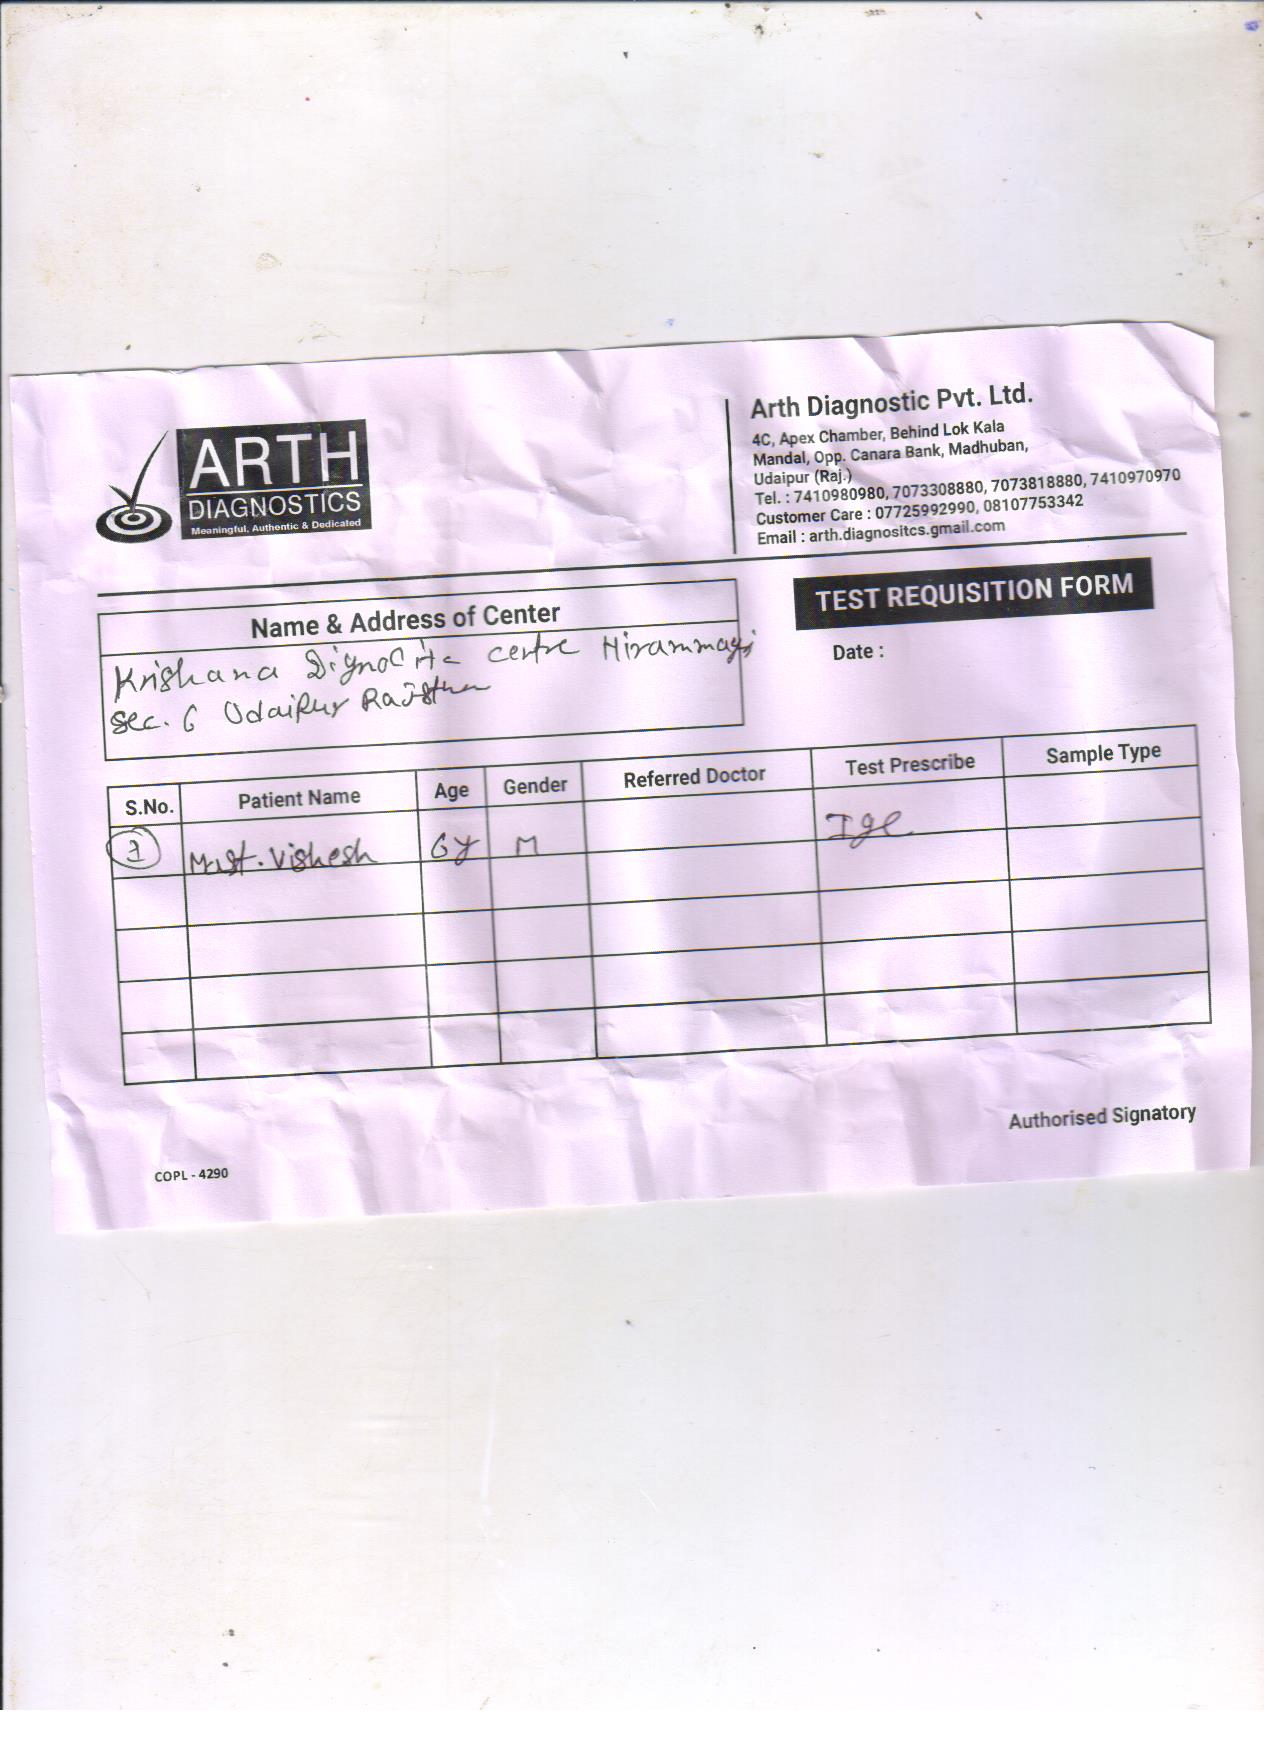 ARTH
DIAGNOSTICS
Meaningful, Authentic & Dedicated
Arth Diagnostic Pvt. Ltd.
4C, Apex Chamber, Behind Lok Kala
Mandal, Opp. Canara Bank, Madhuban,
Udaipur (Raj.)
Tel. : 7410980980, 7073308880, 7073818880, 7410970970
Customer Care : 07725992990, 08107753342
Email : arth.diagnositcs.gmail.com
TEST REQUISITION FORM
Date :
Name & Address of Center
Krishana Dignocitc centre Hirammagri
Sec. 6 Udaipur Rajsthan
S.No. Patient Name Age Gender Referred Doctor Test Prescribe Sample Type
1 Mast. Vishesh 6y M IgE
Authorised Signatory
COPL - 4290